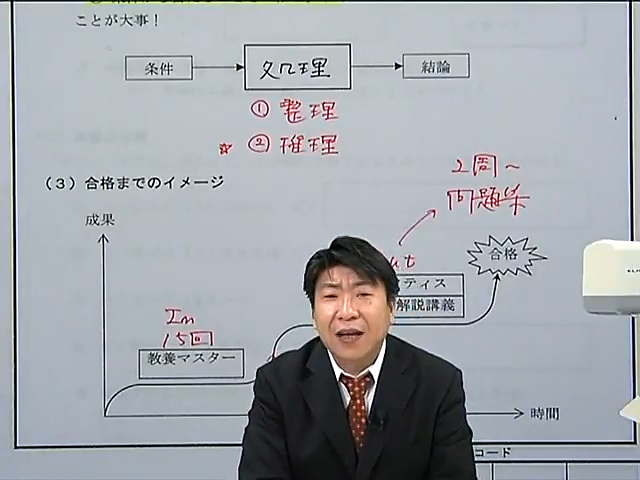 ことが大事!
条件
処理
結論
① 整理
☆ ② 推理
(3)合格までのイメージ
2周~
問題集
成果
ut
合格
ティス
解説講義
In
15回
教養マスター
時間
コード